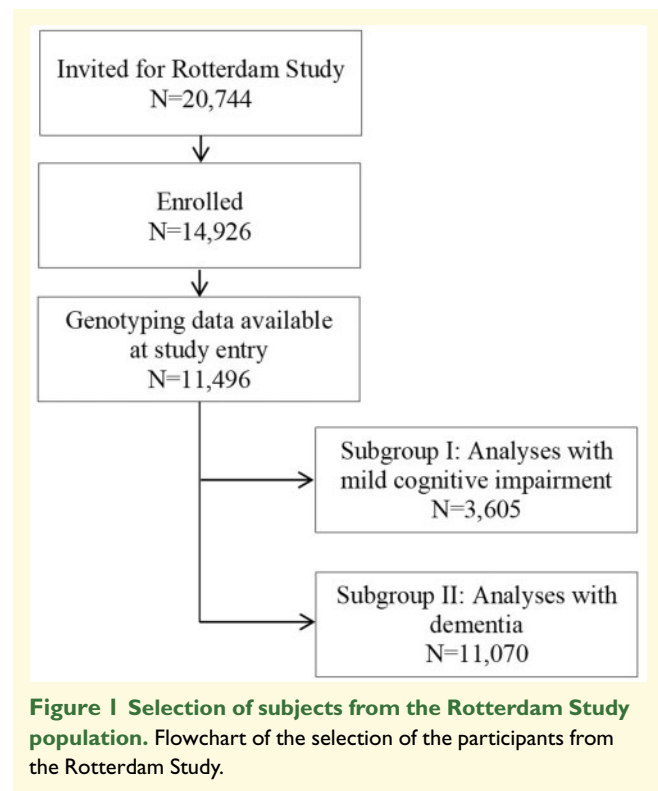 Invited for Rotterdam Study
N=20,744
Enrolled
N=14,926
Genotyping data available
at study entry
N=11,496
Subgroup I: Analyses with
mild cognitive impairment
N=3,605
Subgroup II: Analyses with
dementia
N=11,070
Figure 1 Selection of subjects from the Rotterdam Study
population. Flowchart of the selection of the participants from
the Rotterdam Study.